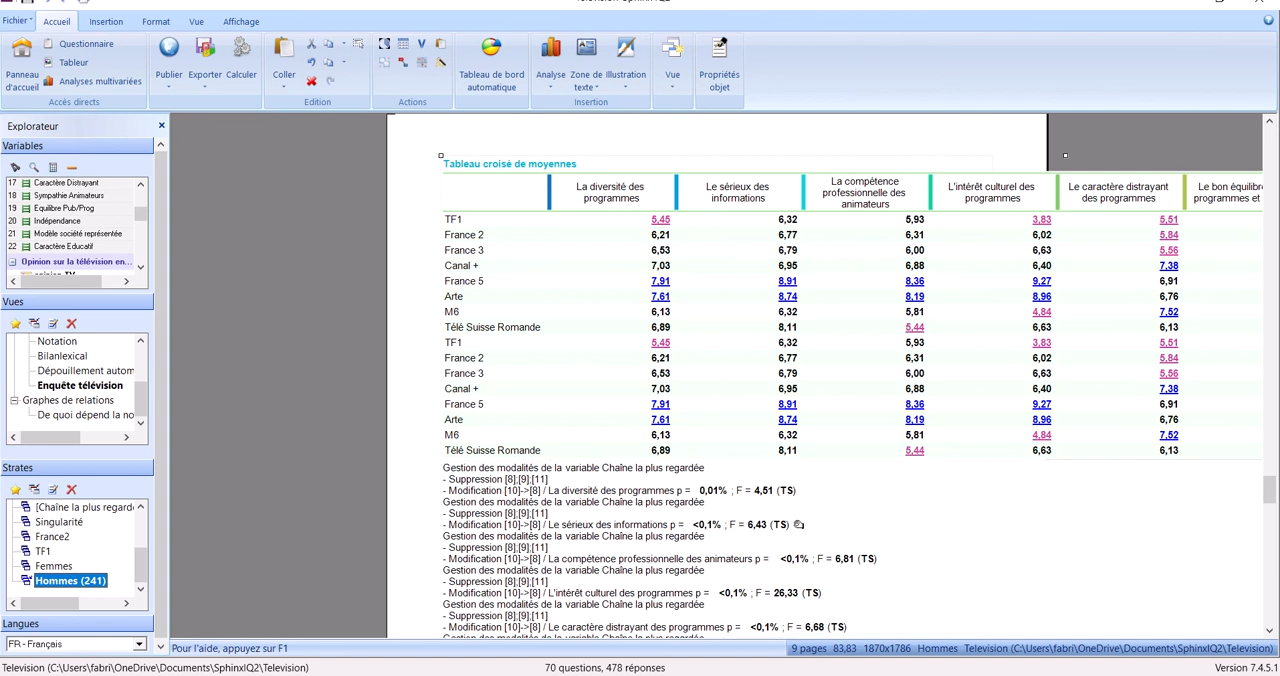 Fichier
Accueil
Insertion
Format
Vue
Affichage
Questionnaire
Tableur
Analyses multivariées
Panneau d'accueil
Accès directs
Publier
Exporter
Calculer
Coller
Edition
Actions
Tableau de bord automatique
Analyse
Zone de texte
Illustration
Insertion
Vue
Propriétés objet
Explorateur
Variables
17 Caractère Distrayant
18 Sympathie Animateurs
19 Equilibre Pub/Prog
20 Indépendance
21 Modèle société représentée
22 Caractère Educatif
Opinion sur la télévision en...
Vues
Notation
Bilanlexical
Dépouillement autom
Enquête télévision
Graphes de relations
De quoi dépend la no
Strates
[Chaîne la plus regard
Singularité
France2
TF1
Femmes
Hommes (241)
Langues
FR - Français
Tableau croisé de moyennes
La diversité des programmes
Le sérieux des informations
La compétence professionnelle des animateurs
L'intérêt culturel des programmes
Le caractère distrayant des programmes
Le bon équilibr
programmes et
TF1 5,45 6,32 5,93 3,83 5,51
France 2 6,21 6,77 6,31 6,02 5,84
France 3 6,53 6,79 6,00 6,63 5,56
Canal + 7,03 6,95 6,88 6,40 7,38
France 5 7,91 8,91 8,36 9,27 6,91
Arte 7,61 8,74 8,19 8,96 6,76
M6 6,13 6,32 5,81 4,84 7,52
Télé Suisse Romande 6,89 8,11 5,44 6,63 6,13
TF1 5,45 6,32 5,93 3,83 5,51
France 2 6,21 6,77 6,31 6,02 5,84
France 3 6,53 6,79 6,00 6,63 5,56
Canal + 7,03 6,95 6,88 6,40 7,38
France 5 7,91 8,91 8,36 9,27 6,91
Arte 7,61 8,74 8,19 8,96 6,76
M6 6,13 6,32 5,81 4,84 7,52
Télé Suisse Romande 6,89 8,11 5,44 6,63 6,13
Gestion des modalités de la variable Chaîne la plus regardée
- Suppression [8];[9];[11]
- Modification [10]->[8] / La diversité des programmes p = 0,01% ; F = 4,51 (TS)
Gestion des modalités de la variable Chaîne la plus regardée
- Suppression [8];[9];[11]
- Modification [10]->[8] / Le sérieux des informations p = <0,1% ; F = 6,43 (TS)
Gestion des modalités de la variable Chaîne la plus regardée
- Suppression [8];[9];[11]
- Modification [10]->[8] / La compétence professionnelle des animateurs p = <0,1% ; F = 6,81 (TS)
Gestion des modalités de la variable Chaîne la plus regardée
- Suppression [8];[9];[11]
- Modification [10]->[8] / L'intérêt culturel des programmes p = <0,1% ; F = 26,33 (TS)
Gestion des modalités de la variable Chaîne la plus regardée
- Suppression [8];[9];[11]
- Modification [10]->[8] / Le caractère distrayant des programmes p = <0,1% ; F = 6,68 (TS)
Pour l'aide, appuyez sur F1
9 pages 83,83 1870x1786 Hommes Television (C:\Users\fabri\OneDrive\Documents\SphinxIQ2\Television)
Television (C:\Users\fabri\OneDrive\Documents\SphinxIQ2\Television)
70 questions, 478 réponses
Version 7.4.5.1